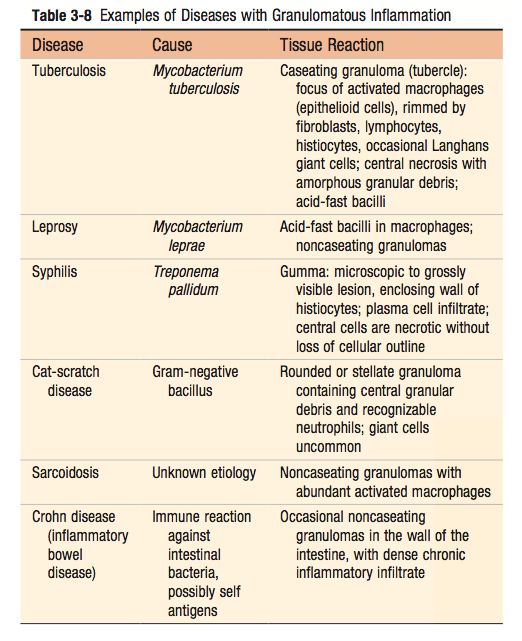 Table 3-8 Examples of Diseases with Granulomatous Inflammation
Disease Cause Tissue Reaction
Tuberculosis Mycobacterium tuberculosis Caseating granuloma (tubercle):
focus of activated macrophages
(epithelioid cells), rimmed by
fibroblasts, lymphocytes,
histiocytes, occasional Langhans
giant cells; central necrosis with
amorphous granular debris;
acid-fast bacilli
Leprosy Mycobacterium leprae Acid-fast bacilli in macrophages;
noncaseating granulomas
Syphilis Treponema pallidum Gumma: microscopic to grossly
visible lesion, enclosing wall of
histiocytes; plasma cell infiltrate;
central cells are necrotic without
loss of cellular outline
Cat-scratch disease Gram-negative bacillus Rounded or stellate granuloma
containing central granular
debris and recognizable
neutrophils; giant cells
uncommon
Sarcoidosis Unknown etiology Noncaseating granulomas with
abundant activated macrophages
Crohn disease
(inflammatory
bowel
disease)
Immune reaction
against
intestinal
bacteria,
possibly self
antigens
Occasional noncaseating
granulomas in the wall of the
intestine, with dense chronic
inflammatory infiltrate